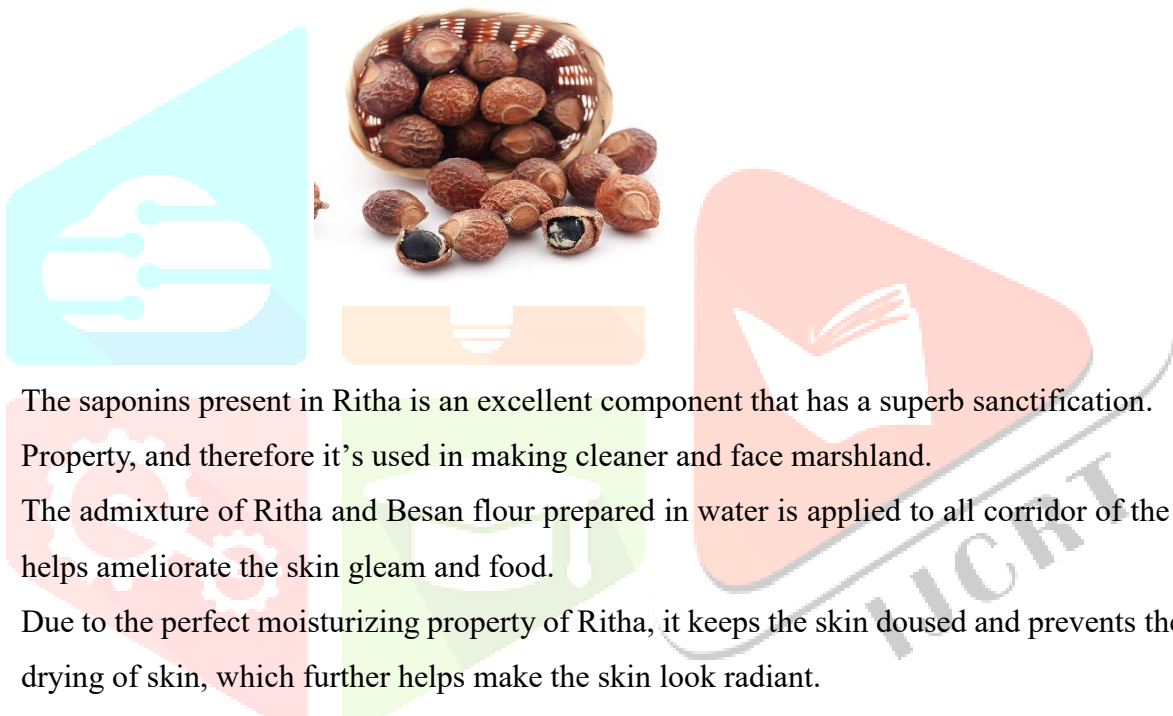 The saponins present in Ritha is an excellent component that has a superb sanctification.
Property, and therefore it’s used in making cleaner and face marshland.
The admixture of Ritha and Besan flour prepared in water is applied to all corridor of the
helps ameliorate the skin gleam and food.
Due to the perfect moisturizing property of Ritha, it keeps the skin doused and prevents the
drying of skin, which further helps make the skin look radiant.
IJCRT